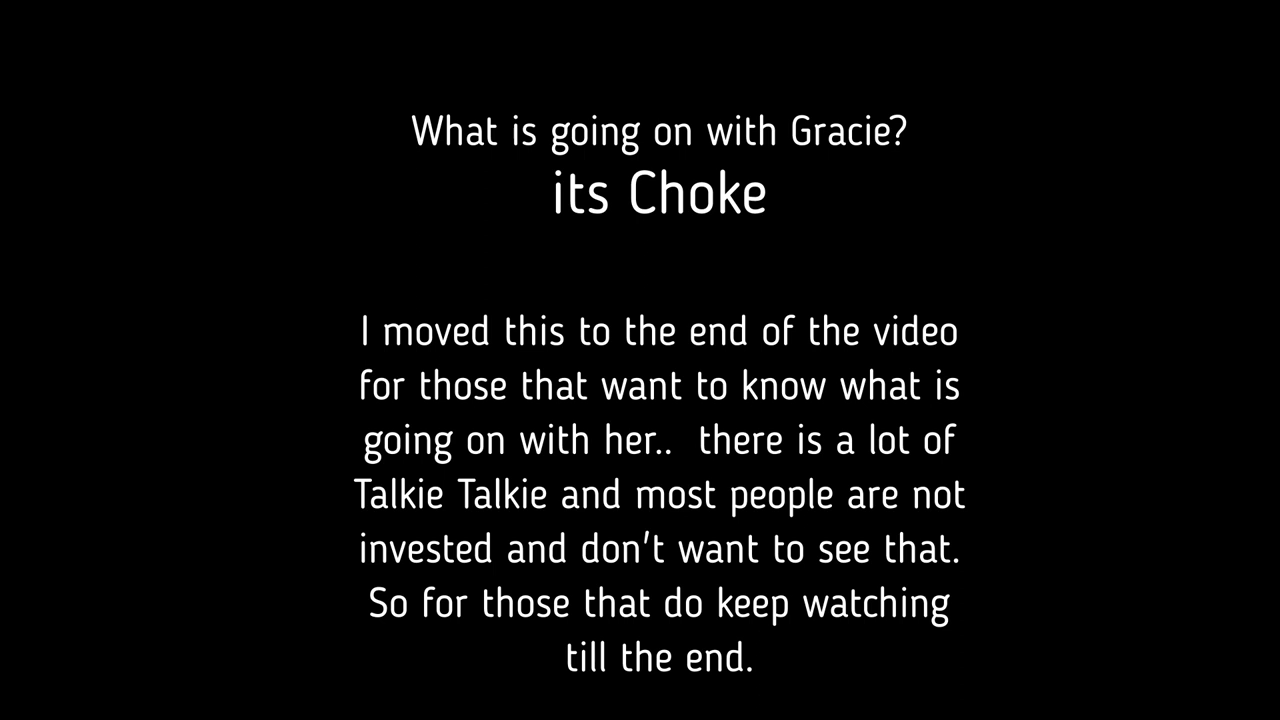 What is going on with Gracie?
its Choke
I moved this to the end of the video
for those that want to know what is
going on with her..  there is a lot of
Talkie Talkie and most people are not
invested and don't want to see that.
So for those that do keep watching
till the end.